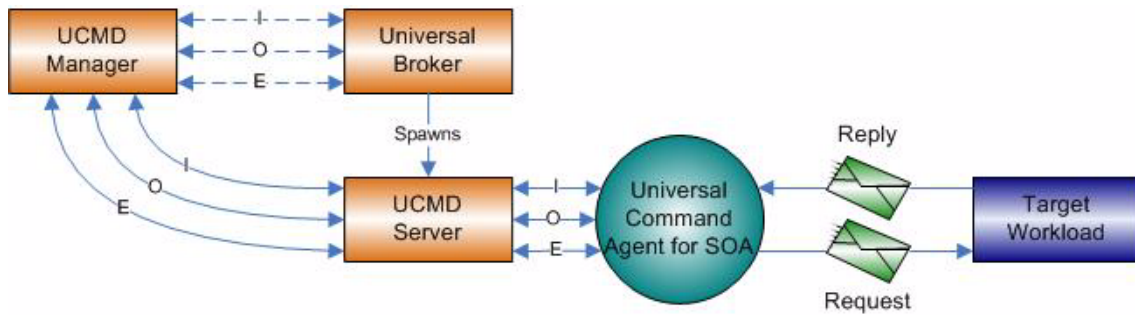 UCMD
Manager
I
O
E
Universal
Broker
Spawns
I
O
E
UCMD
Server
I
O
E
Universal
Command
Agent for SOA
Reply
Request
Target
Workload